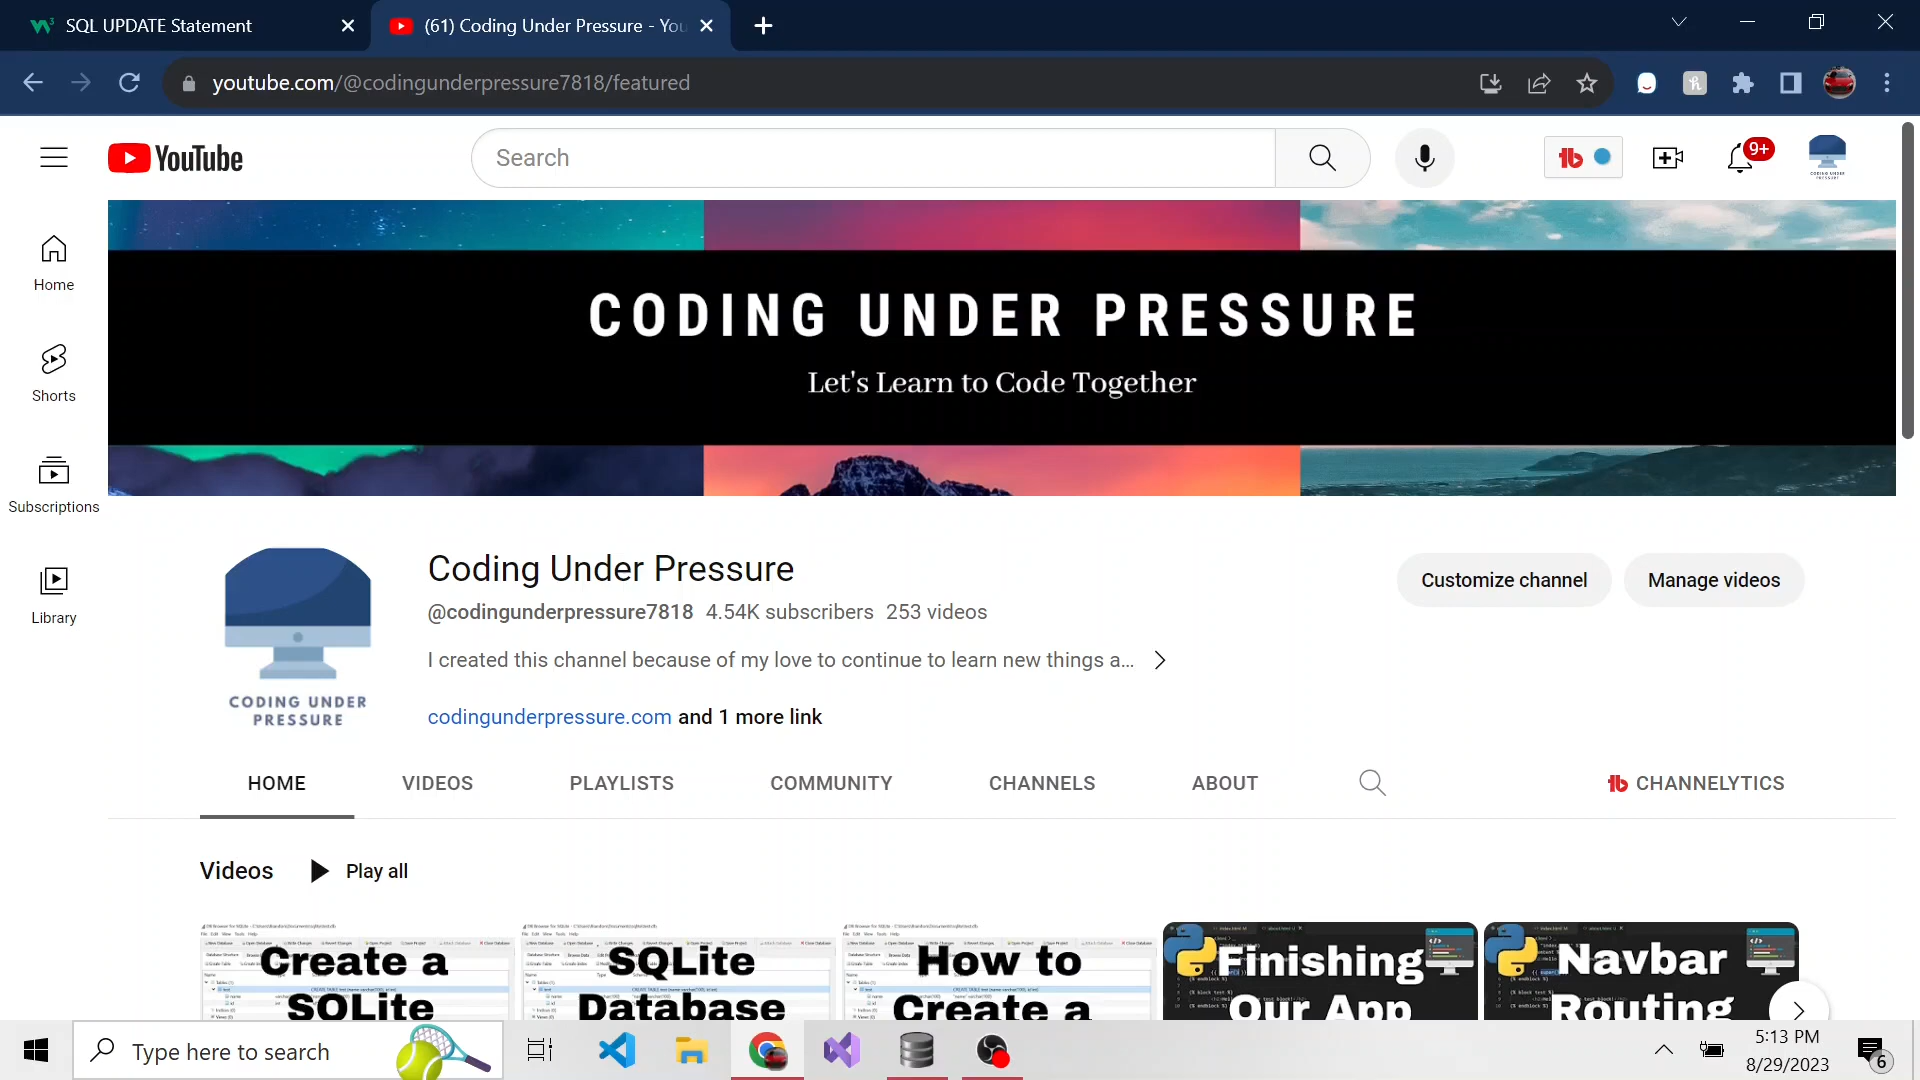 SQL UPDATE Statement
(61) Coding Under Pressure - You
youtube.com/@codingunderpressure7818/featured
YouTube
Search
9+
CODING UNDER PRESSURE
Let's Learn to Code Together
Home
Shorts
Subscriptions
Library
CODING UNDER
PRESSURE
Coding Under Pressure
@codingunderpressure7818 4.54K subscribers 253 videos
I created this channel because of my love to continue to learn new things a...
codingunderpressure.com and 1 more link
Customize channel
Manage videos
HOME VIDEOS PLAYLISTS COMMUNITY CHANNELS ABOUT CHANNELYTICS
Videos Play all
Create a
SQLite
SQLite
Database
How to
Create a
Finishing
Our App
Navbar
Routing
Type here to search
5:13 PM
8/29/2023
6